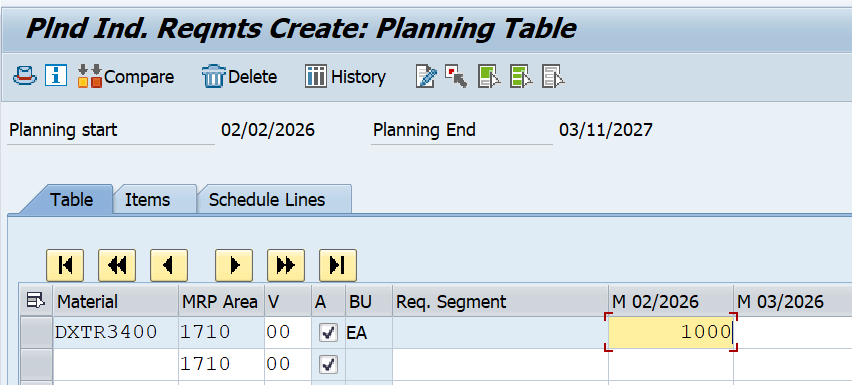 Plnd Ind. Reqmts Create: Planning Table
Compare Delete History
Planning start 02/02/2026 Planning End 03/11/2027
Table Items Schedule Lines
Material MRP Area V A BU Req. Segment M 02/2026 M 03/2026
DXTR3400 1710 00 EA 1000
1710 00